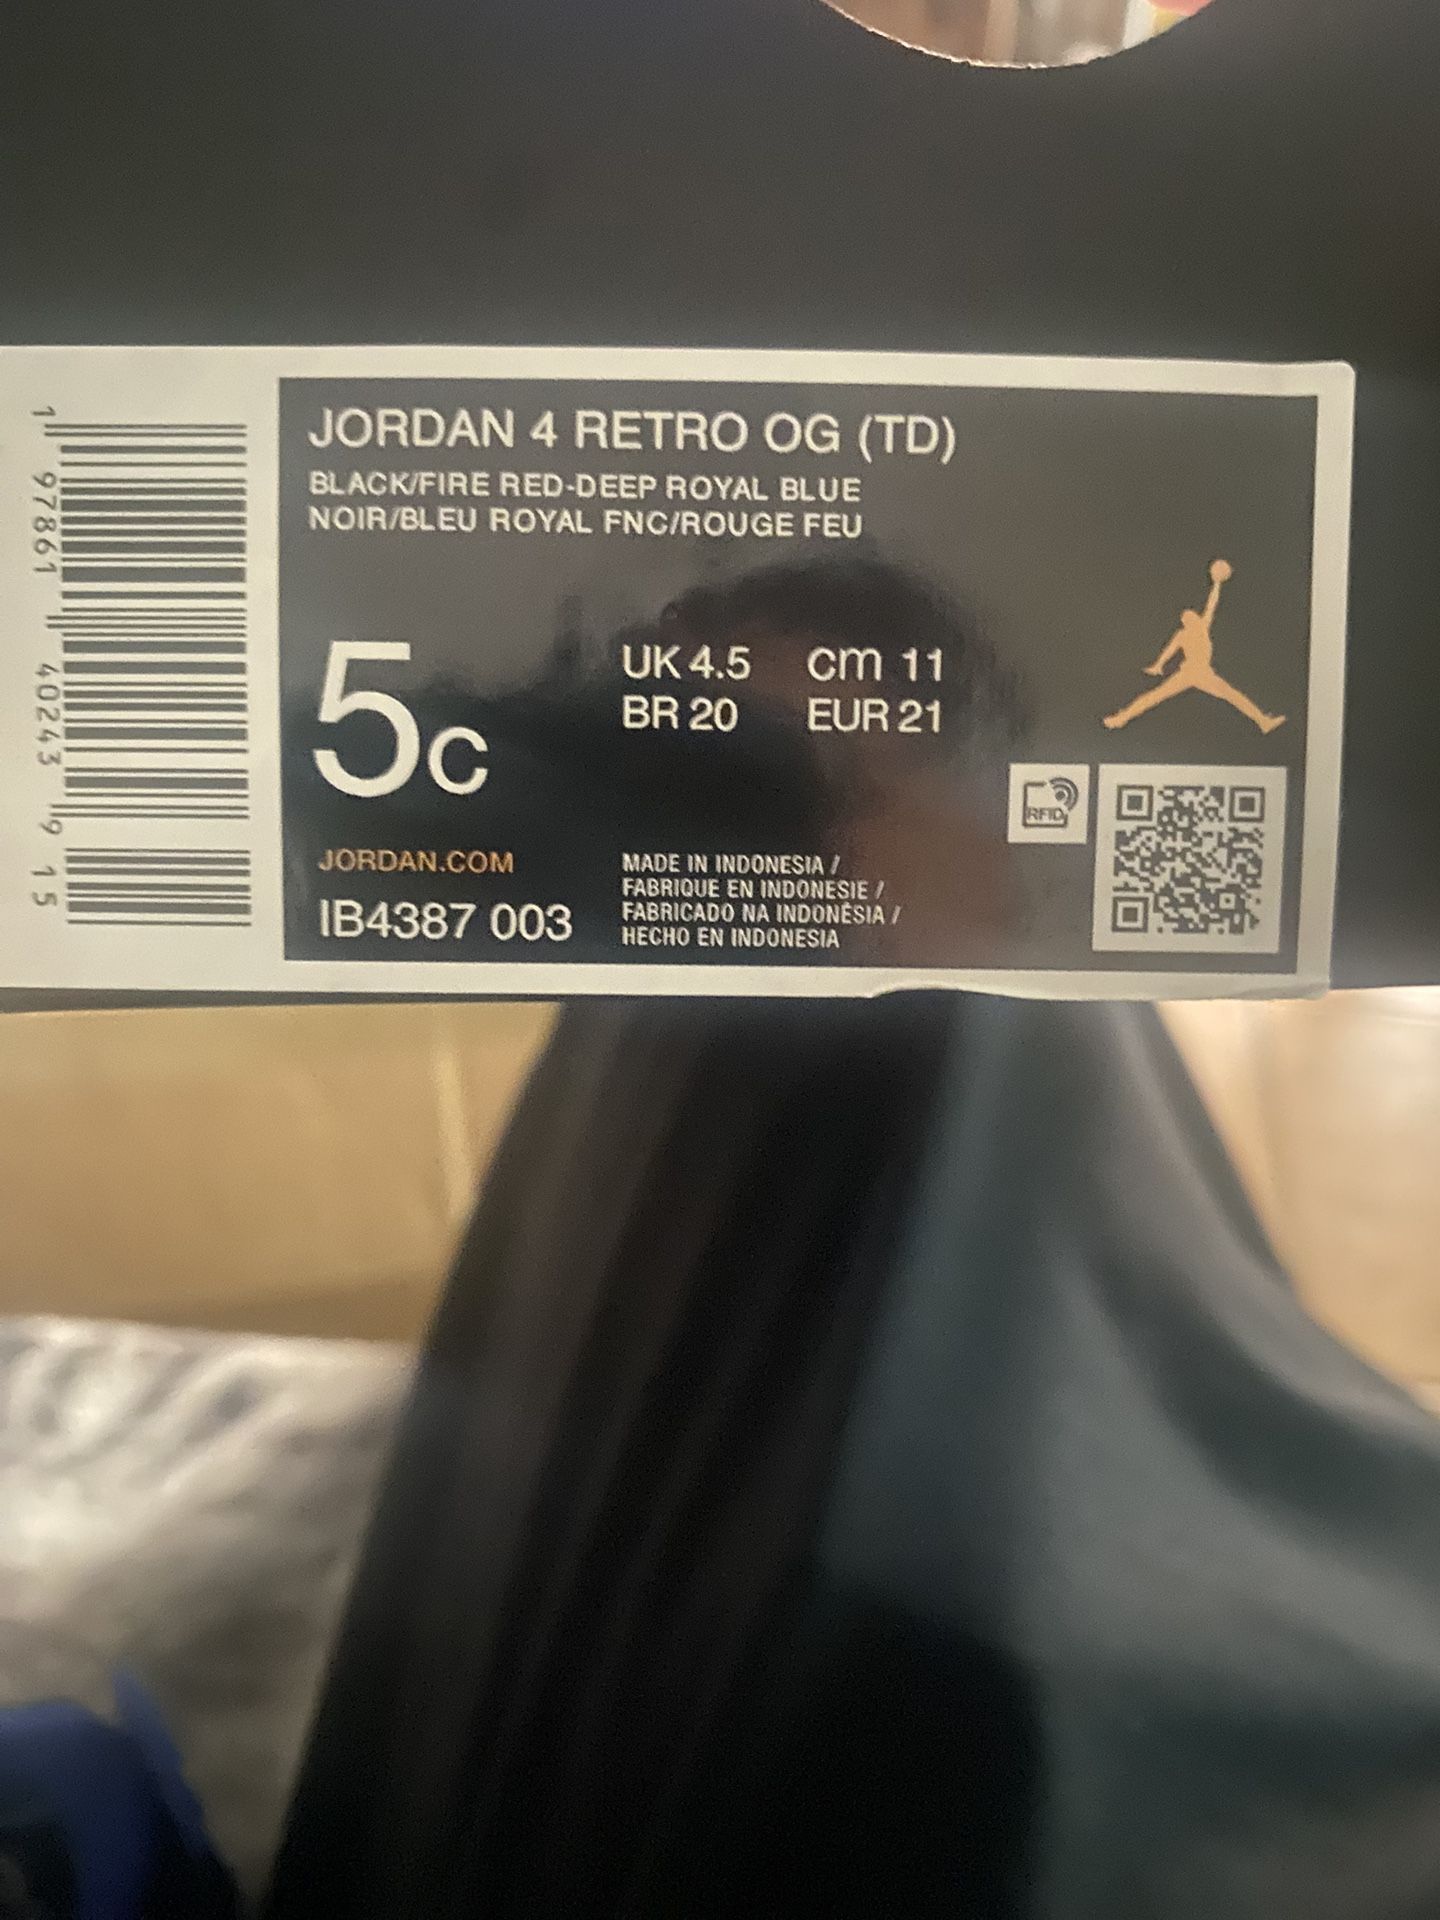 JORDAN 4 RETRO OG (TD)
BLACK/FIRE RED-DEEP ROYAL BLUE
NOIR/BLEU ROYAL FNC/ROUGE FEU
5c
UK 4.5 cm 11
BR 20 EUR 21
RFID
JORDAN.COM
IB4387 003
MADE IN INDONESIA /
FABRIQUE EN INDONESIE /
FABRICADO NA INDONÉSIA /
HECHO EN INDONESIA
1 97861 40243 9 15